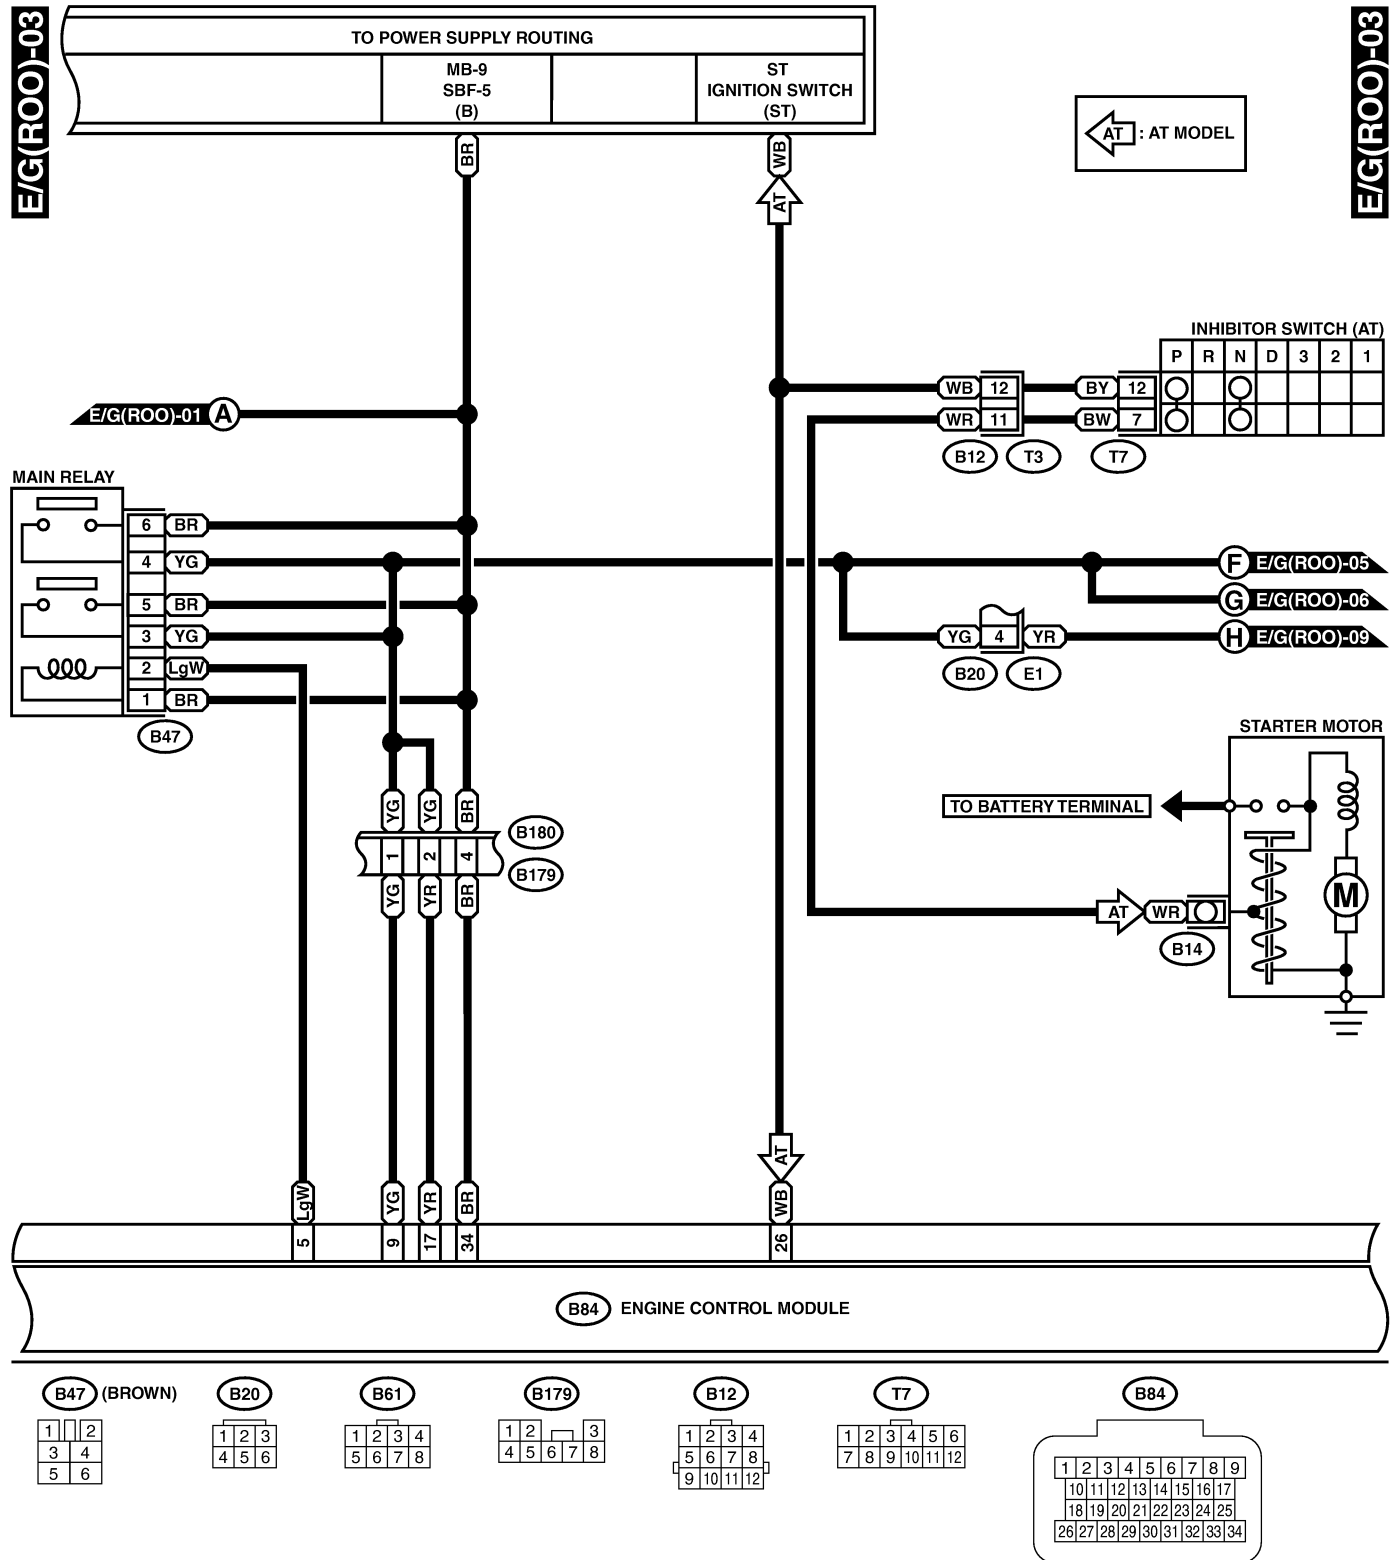 E/G(ROO)-03
E/G(ROO)-03
TO POWER SUPPLY ROUTING
MB-9
SBF-5
(B)
ST
IGNITION SWITCH
(ST)
BR
WB
AT
AT : AT MODEL
INHIBITOR SWITCH (AT)
P R N D 3 2 1
WB 12 BY 12
WR 11 BW 7
B12 T3 T7
E/G(ROO)-01 A
MAIN RELAY
6 BR
4 YG
5 BR
3 YG
2 LgW
1 BR
B47
F E/G(ROO)-05
G E/G(ROO)-06
YG 4 YR H E/G(ROO)-09
B20 E1
STARTER MOTOR
TO BATTERY TERMINAL
M
AT WR
B14
YG YG BR
B180
1 2 4
B179
YG YR BR
AT
LgW YG YR BR WB
5 9 17 34 26
B84 ENGINE CONTROL MODULE
B47 (BROWN)
1 2
3 4
5 6
B20
1 2 3
4 5 6
B61
1 2 3 4
5 6 7 8
B179
1 2 3
4 5 6 7 8
B12
1 2 3 4
5 6 7 8
9 10 11 12
T7
1 2 3 4 5 6
7 8 9 10 11 12
B84
1 2 3 4 5 6 7 8 9
10 11 12 13 14 15 16 17
18 19 20 21 22 23 24 25
26 27 28 29 30 31 32 33 34